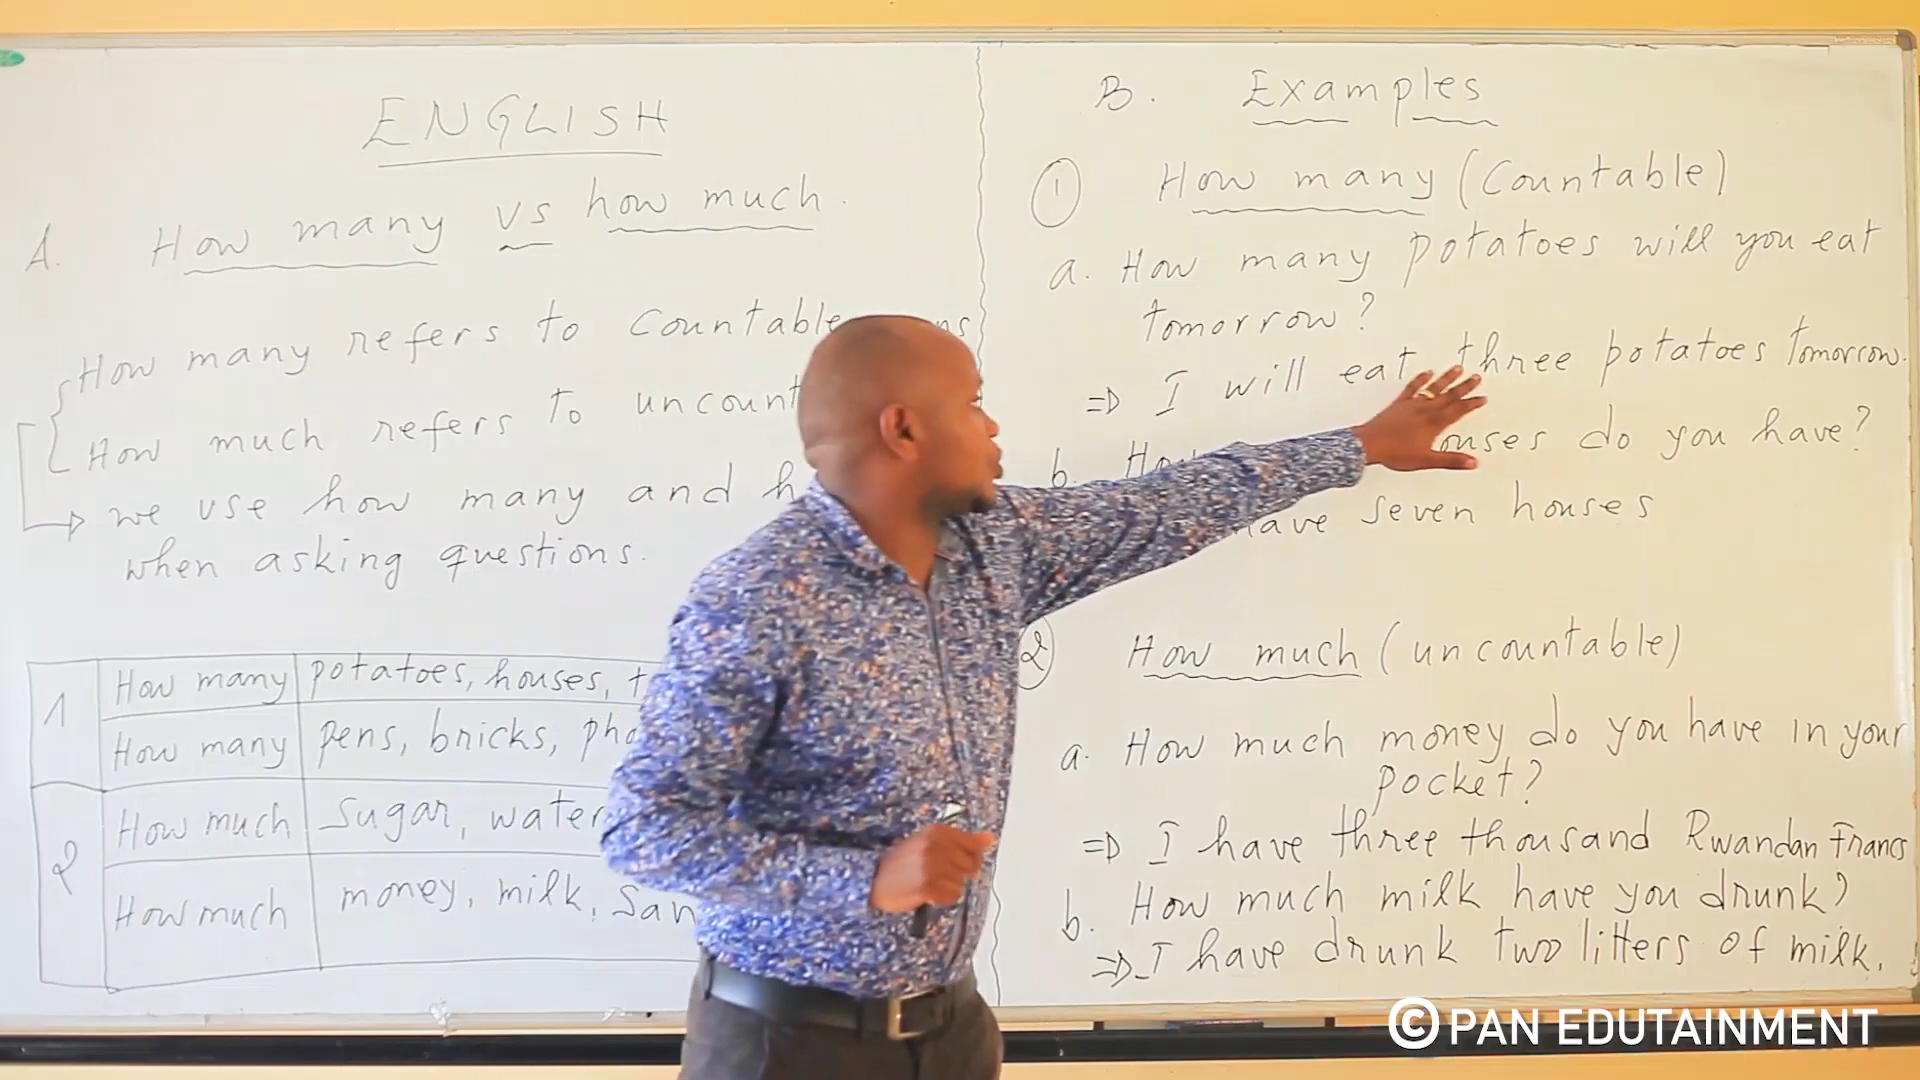 ENGLISH
A. How many vs how much.
How many refers to Countable
How much refers to
we use how many and
when asking questions.
1 How many potatoes, houses,
How many pens, bricks,
2 How much Sugar, water
How much money, milk,
B. Examples
1 How many (Countable)
a. How many potatoes will you eat
tomorrow?
⇒ I will eat three potatoes tomorrow.
b. do you have?
seven houses
2 How much (uncountable)
a. How much money do you have in your
pocket?
⇒ I have three thousand Rwandan Francs
b. How much milk have you drunk?
⇒ I have drunk two litters of milk.
© PAN EDUTAINMENT